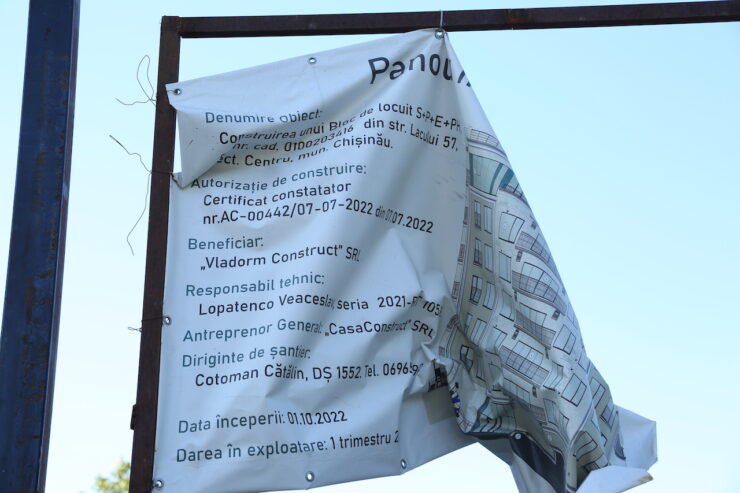 Panou
Denumire obiect:
Construirea unui Bloc de locuit S+P+E+PH
nr. cad. 0100203416 din str. Lacului 57,
sect. Centru, mun. Chișinău.
Autorizație de construire:
Certificat constatator
nr.AC-00442/07-07-2022 din 07.07.2022
Beneficiar:
„Vladorm Construct" SRL
Responsabil tehnic:
Lopatenco Veaceslav, seria 2021-
Antreprenor General: „CasaConstruct" SRL
Diriginte de șantier:
Cotoman Cătălin, DȘ 1552. Tel. 06969
Data începerii: 01.10.2022
Darea în exploatare: 1 trimestru 2